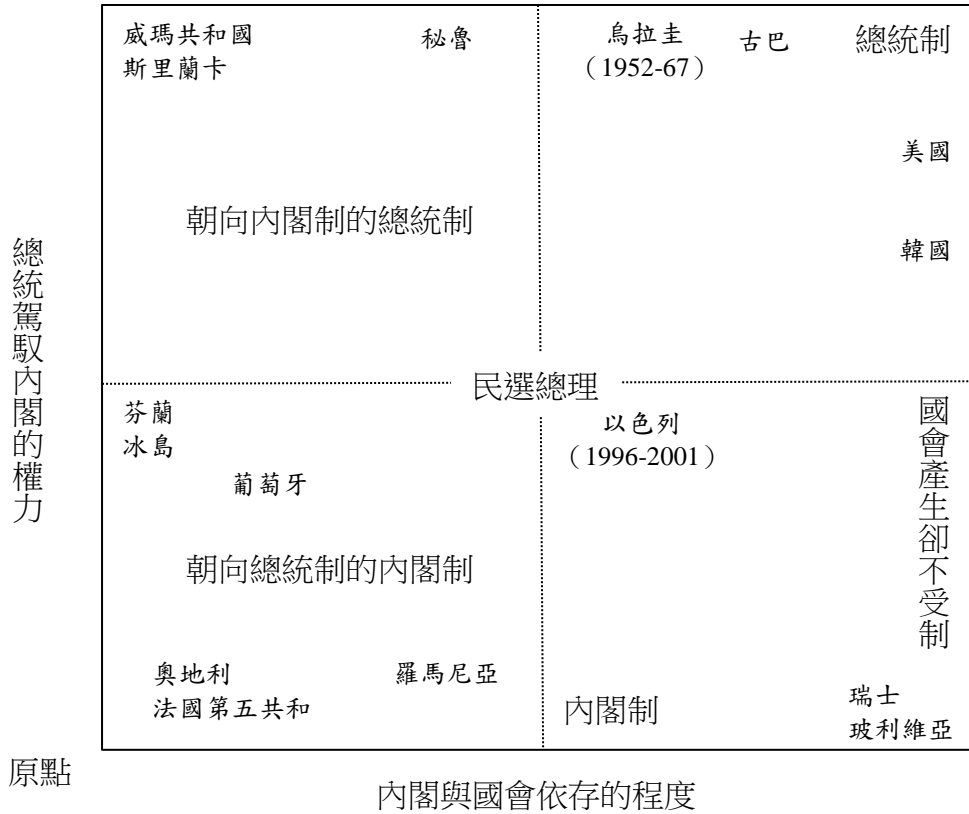 威瑪共和國
斯里蘭卡
秘魯
烏拉圭
（1952-67）
古巴
總統制
美國
朝向內閣制的總統制
韓國
總統駕馭內閣的權力
民選總理
芬蘭
冰島
葡萄牙
以色列
（1996-2001）
國會產生卻不受制
朝向總統制的內閣制
奧地利
法國第五共和
羅馬尼亞
內閣制
瑞士
玻利維亞
原點
內閣與國會依存的程度